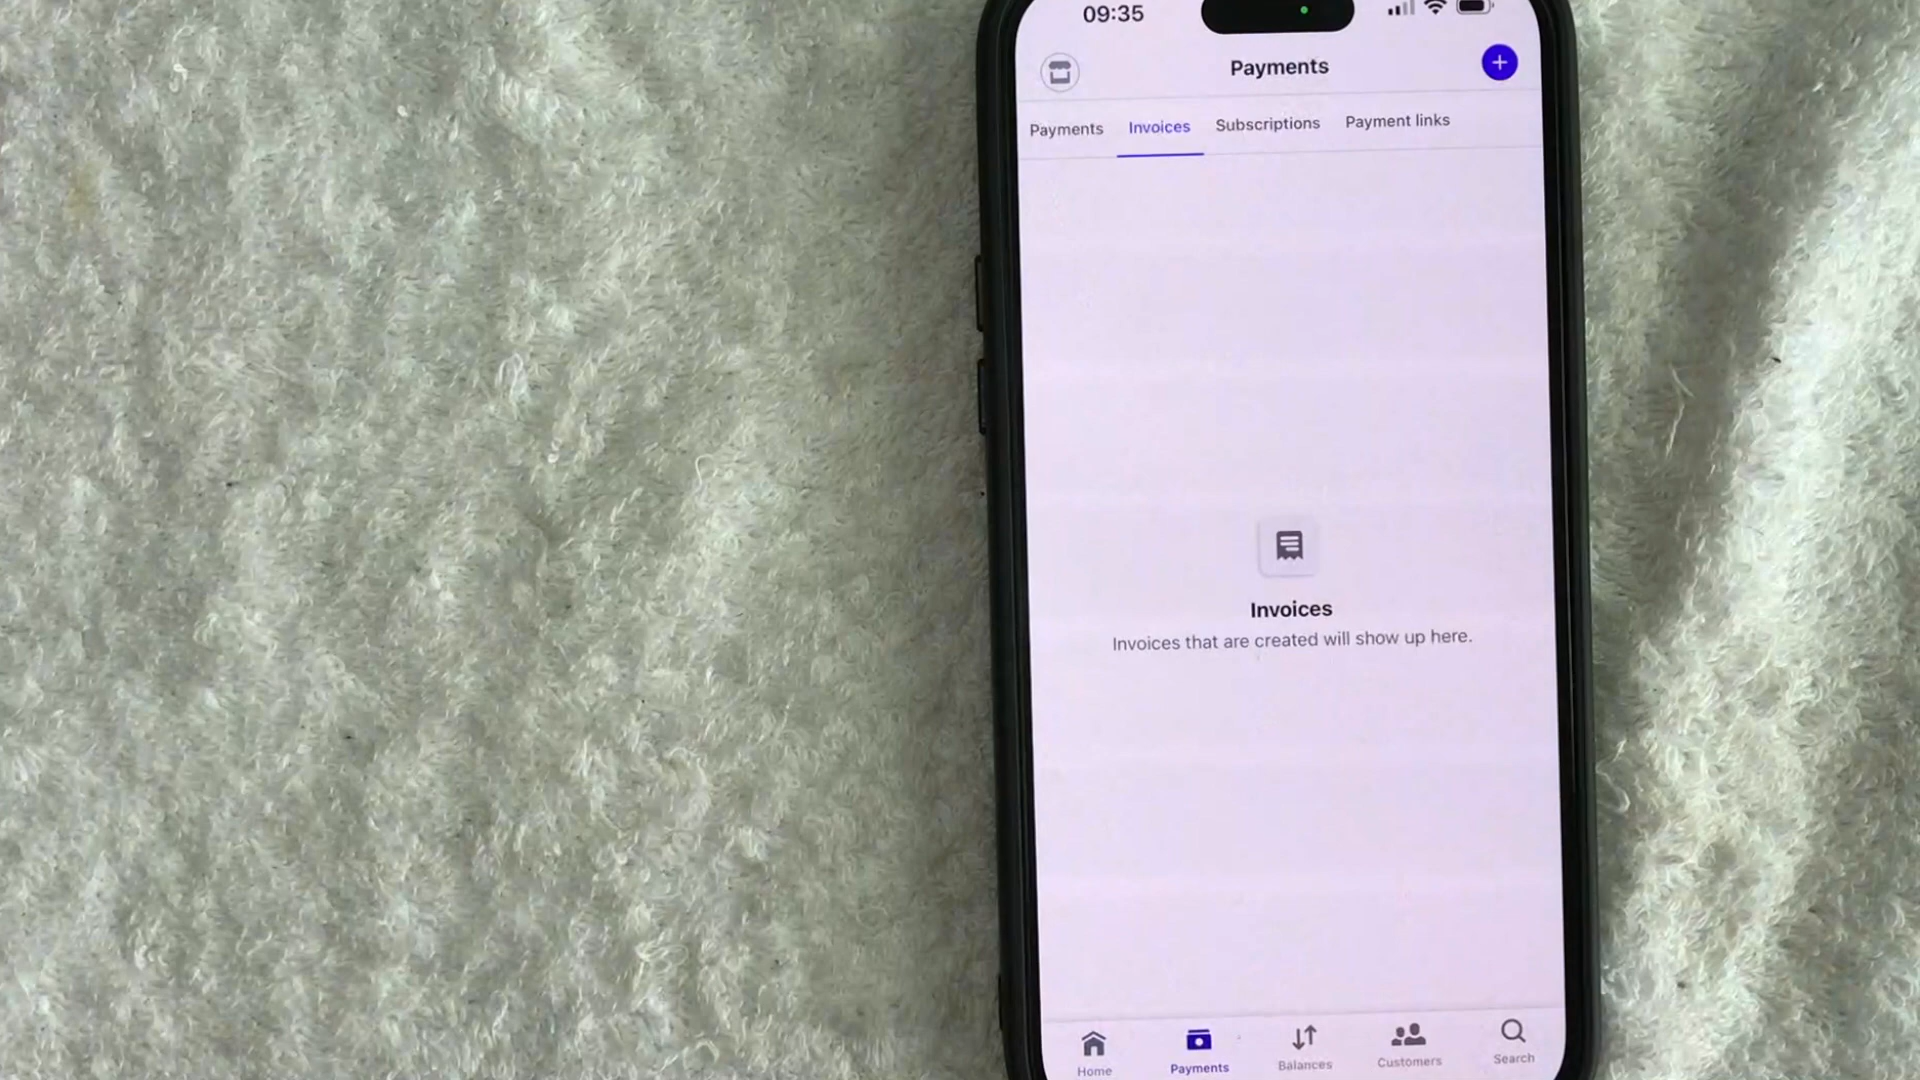 09:35
Payments
Payments Invoices Subscriptions Payment links
Invoices
Invoices that are created will show up here.
Home Payments Balances Customers Search